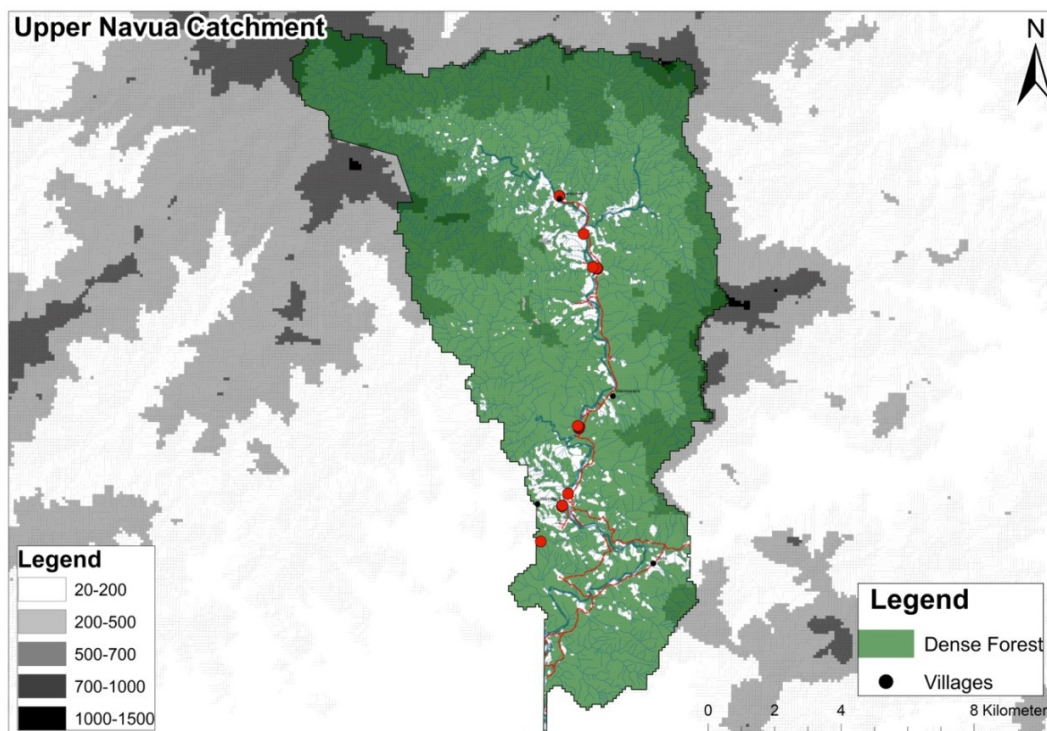 Upper Navua Catchment
N
Legend
20-200
200-500
500-700
700-1000
1000-1500
Legend
Dense Forest
Villages
0 2 4 8 Kilometer